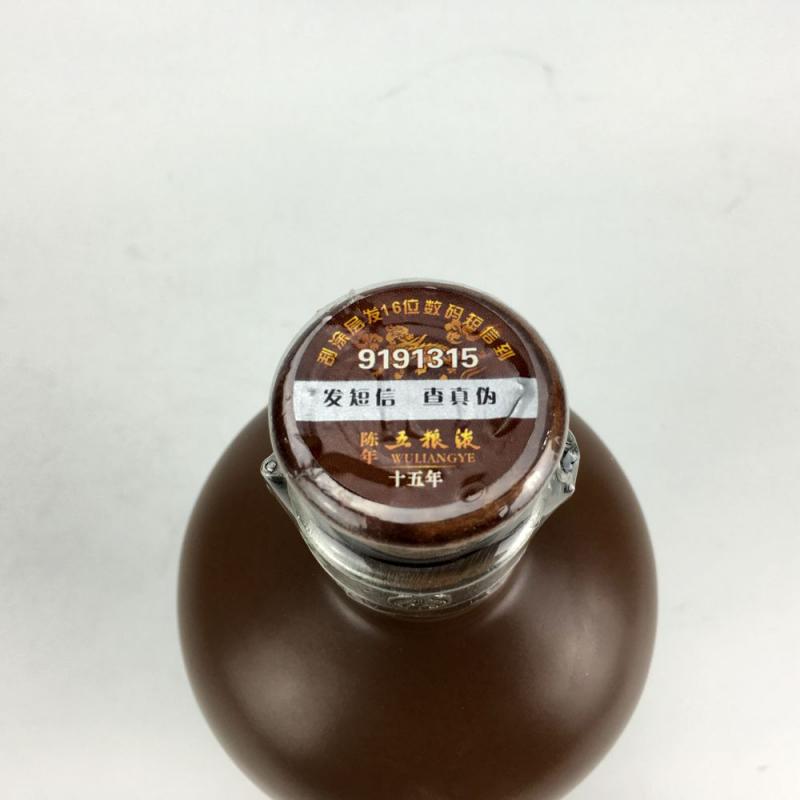 刮涂层发16位数码短信到
9191315
发短信 查真伪
陈年 五粮液
WULIANGYE
十五年